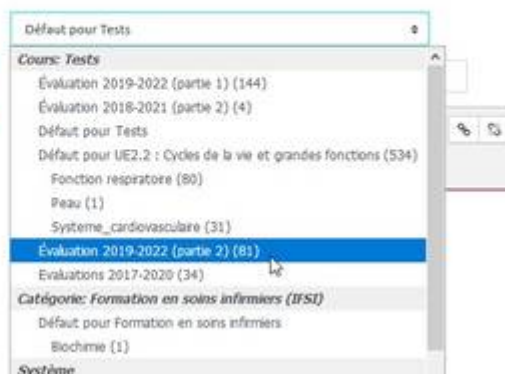 Défaut pour Tests
Cours: Tests
Évaluation 2019-2022 (partie 1) (144)
Évaluation 2018-2021 (partie 2) (4)
Défaut pour Tests
Défaut pour UE2.2 : Cycles de la vie et grandes fonctions (534)
Fonction respiratoire (80)
Peau (1)
Systeme_cardiovasculaire (31)
Évaluation 2019-2022 (partie 2) (81)
Evaluations 2017-2020 (34)
Catégorie: Formation en soins infirmiers (IFSI)
Défaut pour Formation en soins infirmiers
Biochimie (1)
Système